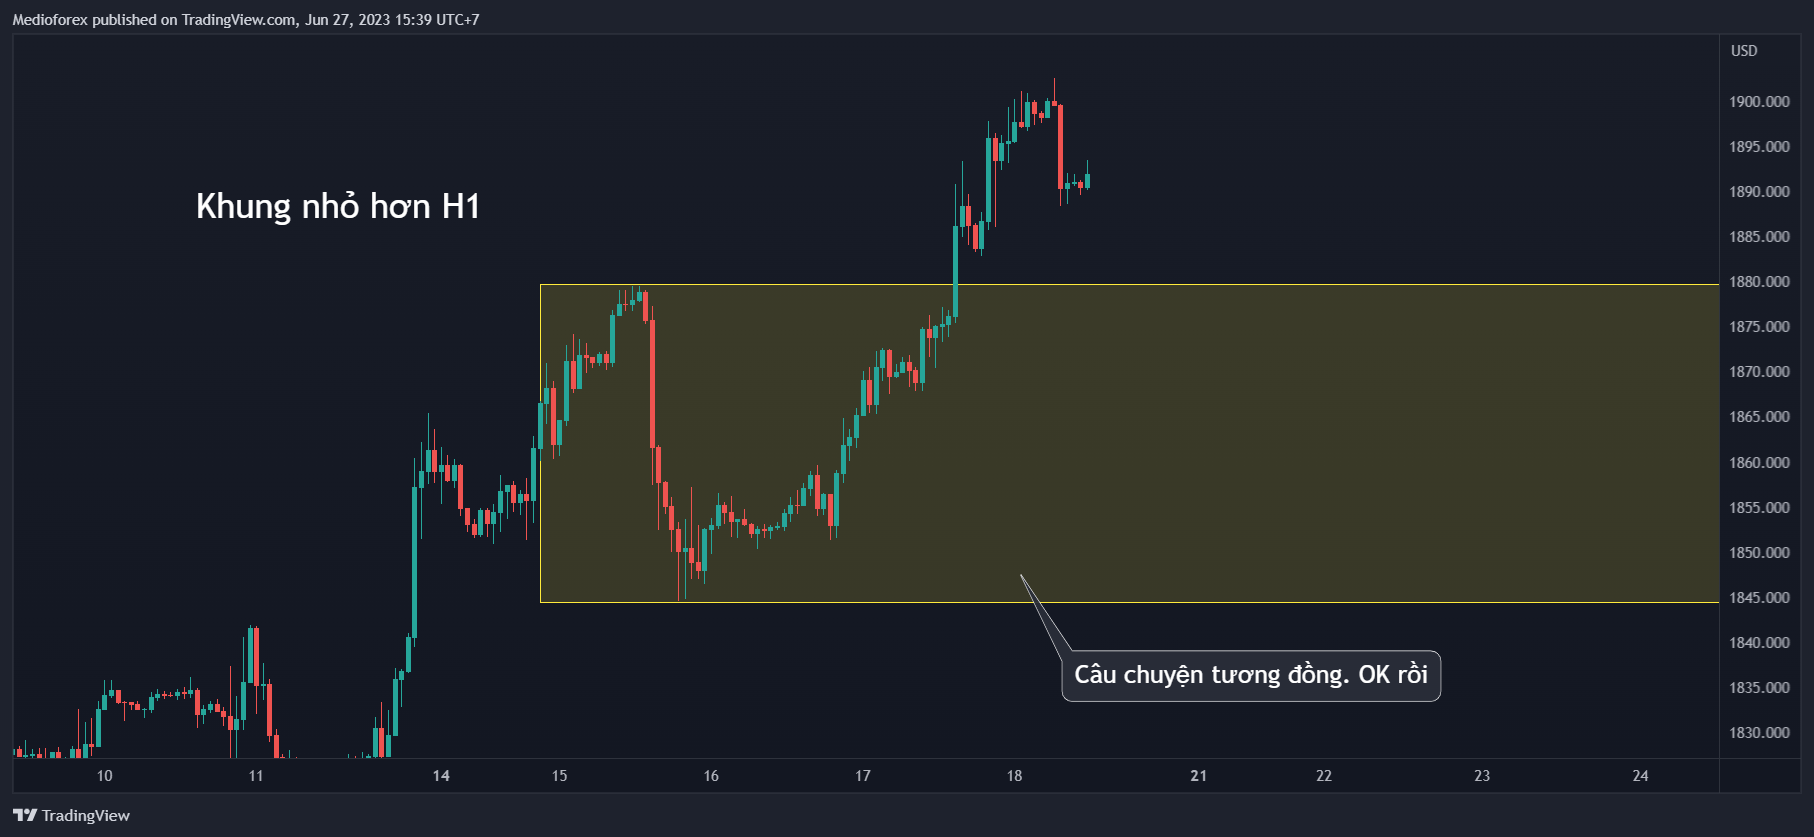 Medioforex published on TradingView.com, Jun 27, 2023 15:39 UTC+7
USD
1900.000
1895.000
Khung nhỏ hơn H1
1890.000
1885.000
1880.000
1875.000
1870.000
1865.000
1860.000
1855.000
1850.000
1845.000
1840.000
Câu chuyện tương đồng. OK rồi
1835.000
1830.000
10 11 14 15 16 17 18 21 22 23 24
TradingView